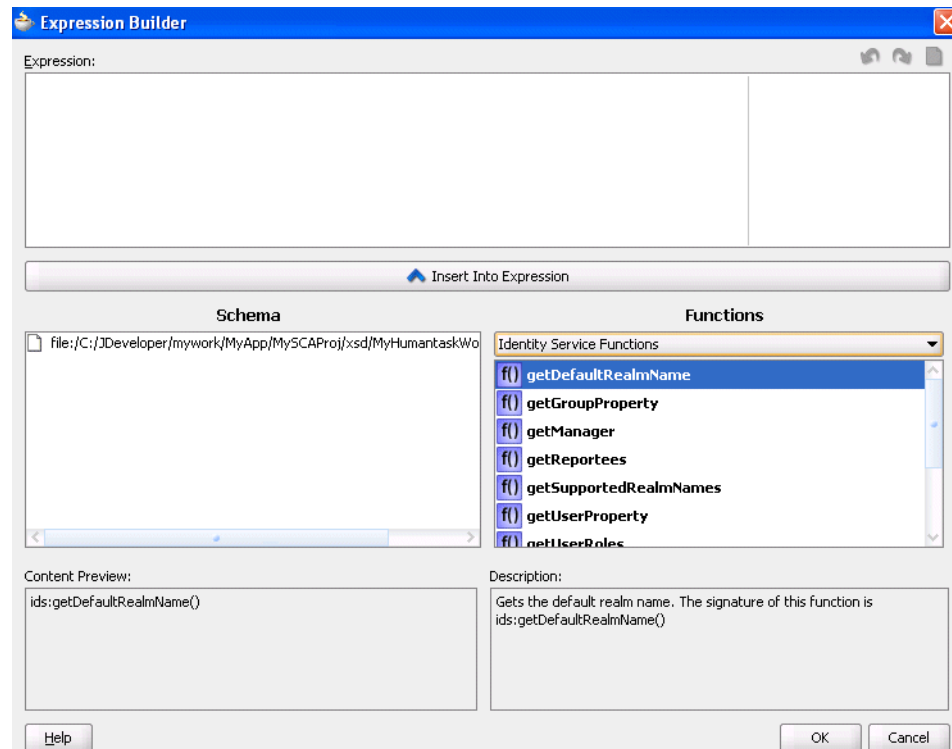 Expression Builder
Expression:
Insert Into Expression
Schema
file:/C:/JDeveloper/mywork/MyApp/MySCAProj/xsd/MyHumantaskWo
Functions
Identity Service Functions
f() getDefaultRealmName
f() getGroupProperty
f() getManager
f() getReportees
f() getSupportedRealmNames
f() getUserProperty
f() getUserRoles
Content Preview:
ids:getDefaultRealmName()
Description:
Gets the default realm name. The signature of this function is
ids:getDefaultRealmName()
Help
OK
Cancel